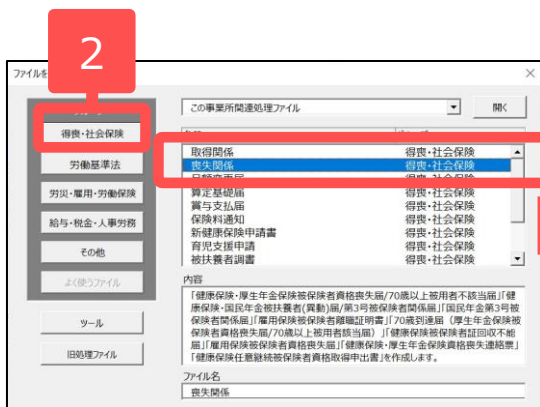 2
ファイルを
×
この事業所関連処理ファイル
開く
得喪・社会保険
取得関係 得喪・社会保険
労働基準法
喪失関係 得喪・社会保険
算定基礎届 得喪・社会保険
労災・雇用・労働保険
賞与支払届 得喪・社会保険
保険料通知 得喪・社会保険
給与・税金・人事労務
新健康保険申請書 得喪・社会保険
育児支援申請 得喪・社会保険
その他
被扶養者調書 得喪・社会保険
よく使うファイル
内容
「健康保険・厚生年金保険被保険者資格喪失届/70歳以上被用者不該当届」「健
康保険・国民年金被扶養者(異動)届/第3号被保険者関係届」「国民年金第3号被
ツール
保険者関係届」「雇用保険被保険者離職証明書」「70歳到達届（厚生年金保険被
保険者資格喪失届/70歳以上被用者該当届）」「健康保険被保険者証回収不能
旧処理ファイル
届」「雇用保険被保険者資格喪失届」「健康保険・厚生年金保険資格喪失連絡票」
「健康保険任意継続被保険者資格取得申出書」を作成します。
ファイル名
喪失関係